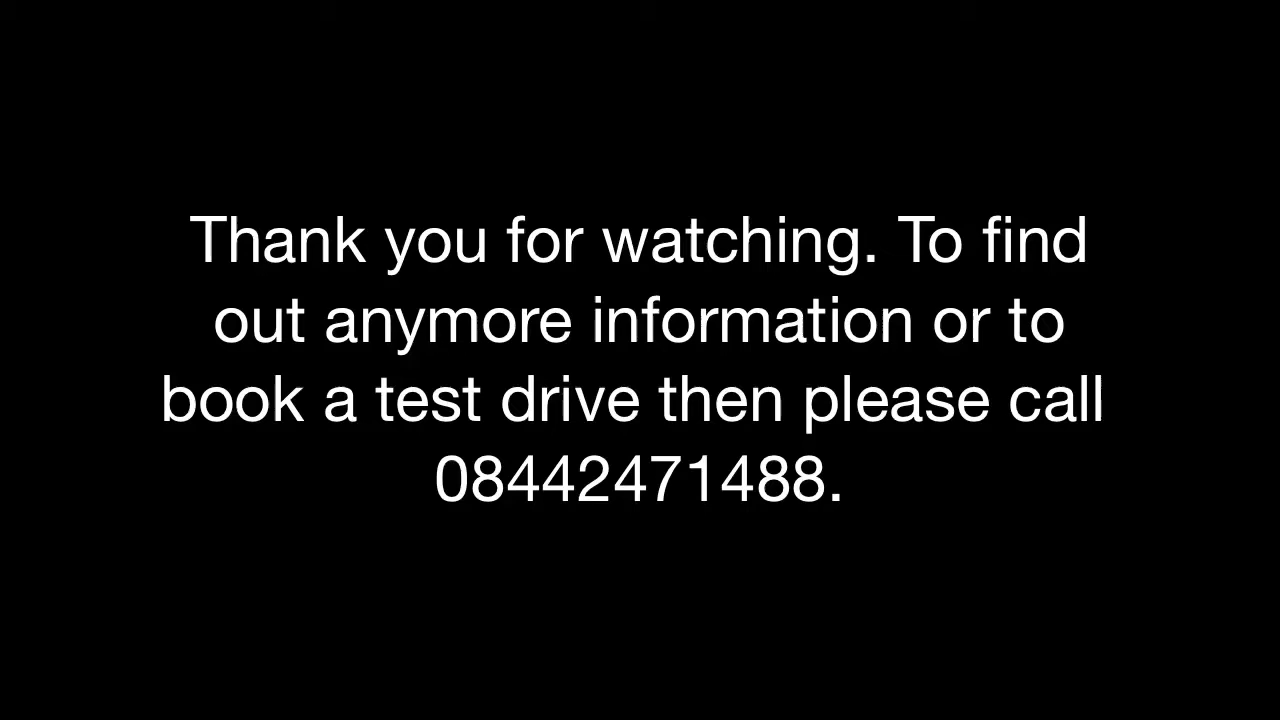 Thank you for watching. To find
out anymore information or to
book a test drive then please call
08442471488.